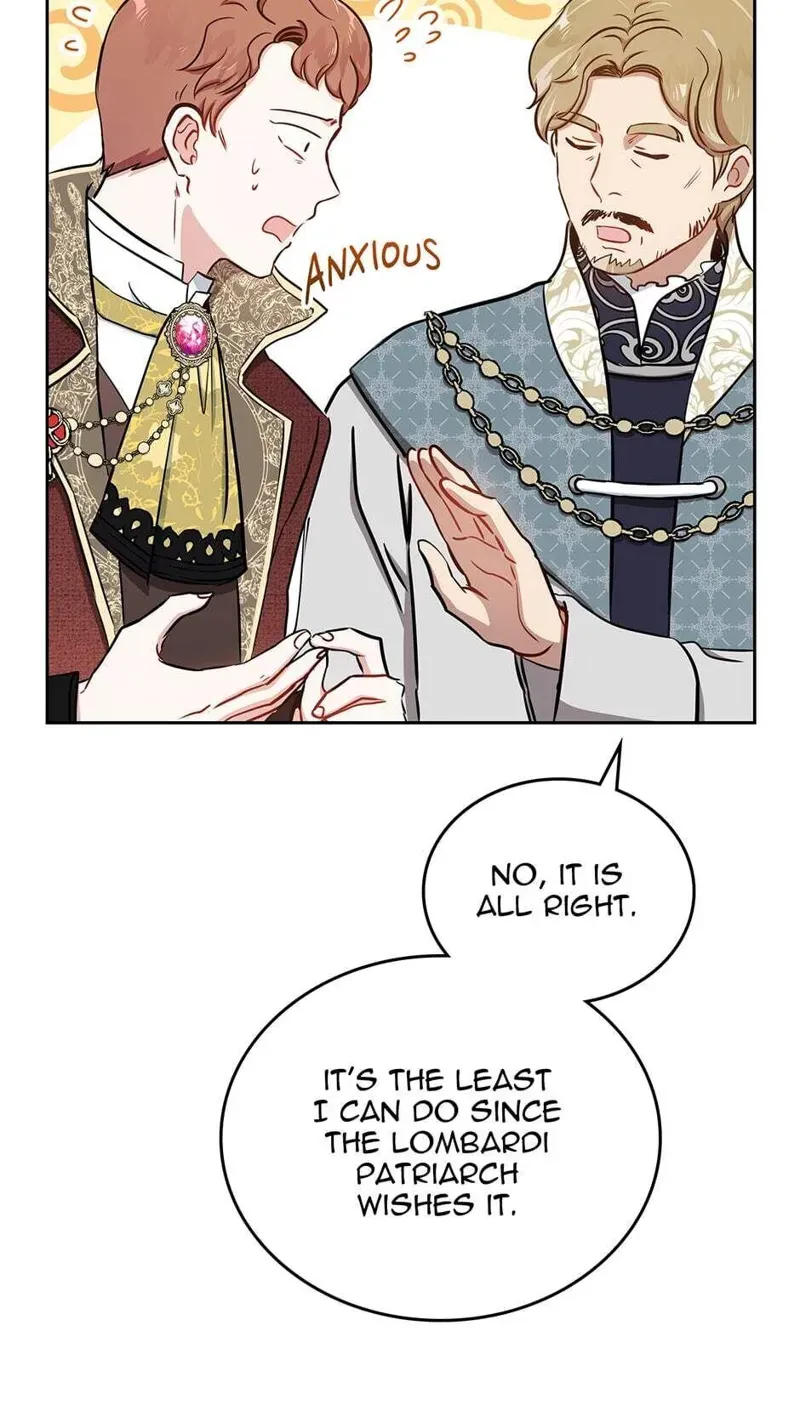 ANXIOUS
NO, IT IS
ALL RIGHT.
IT'S THE LEAST
I CAN DO SINCE
THE LOMBARDI
PATRIARCH
WISHES IT.